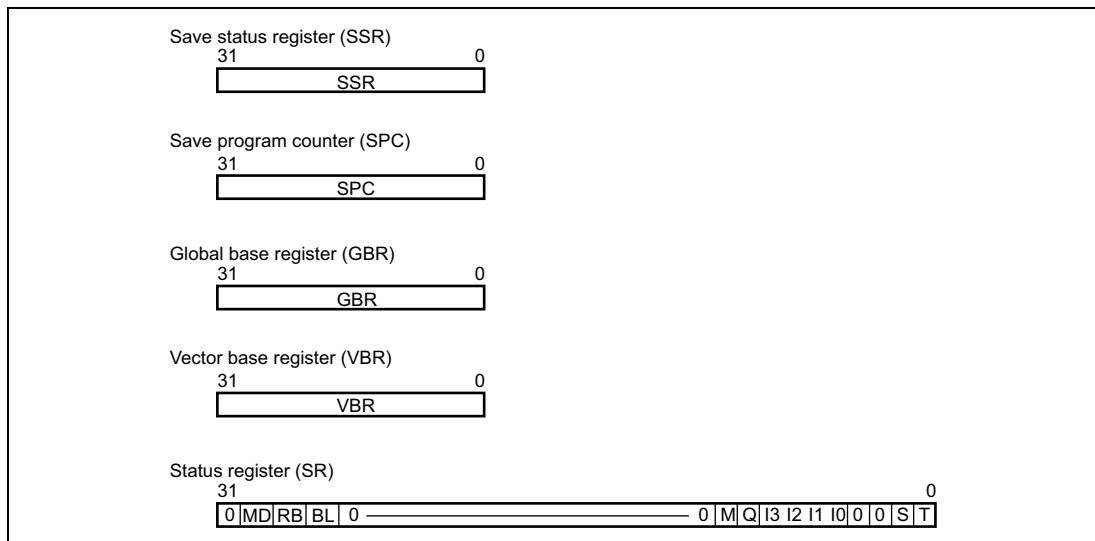 Save status register (SSR)
31 0
SSR
Save program counter (SPC)
31 0
SPC
Global base register (GBR)
31 0
GBR
Vector base register (VBR)
31 0
VBR
Status register (SR)
31 0
0 MD RB BL 0 0 M Q I3 I2 I1 I0 0 0 S T